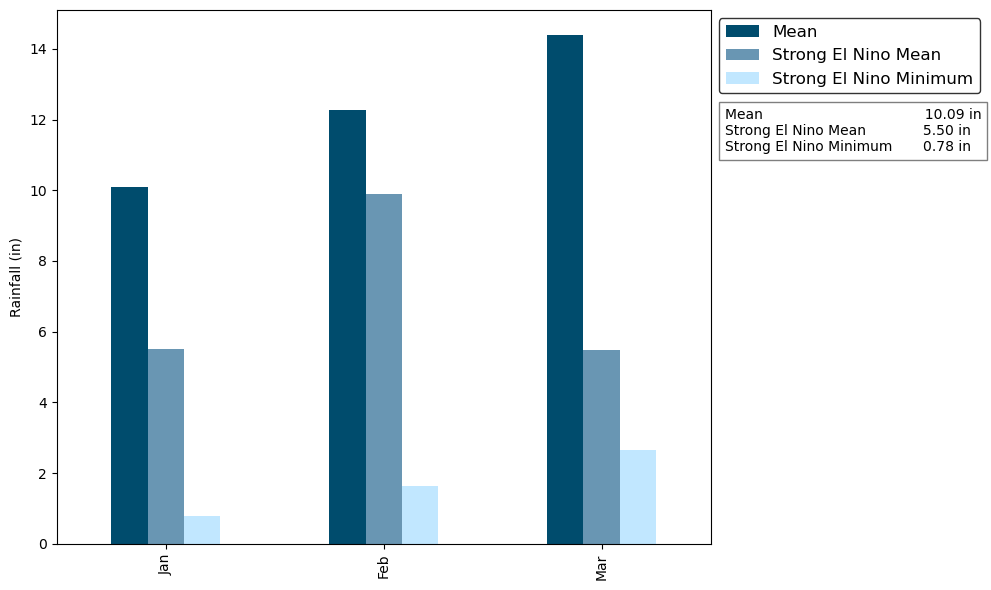 Mean
Strong El Nino Mean
Strong El Nino Minimum
Mean 10.09 in
Strong El Nino Mean 5.50 in
Strong El Nino Minimum 0.78 in
Rainfall (in)
14
12
10
8
6
4
2
0
Jan
Feb
Mar